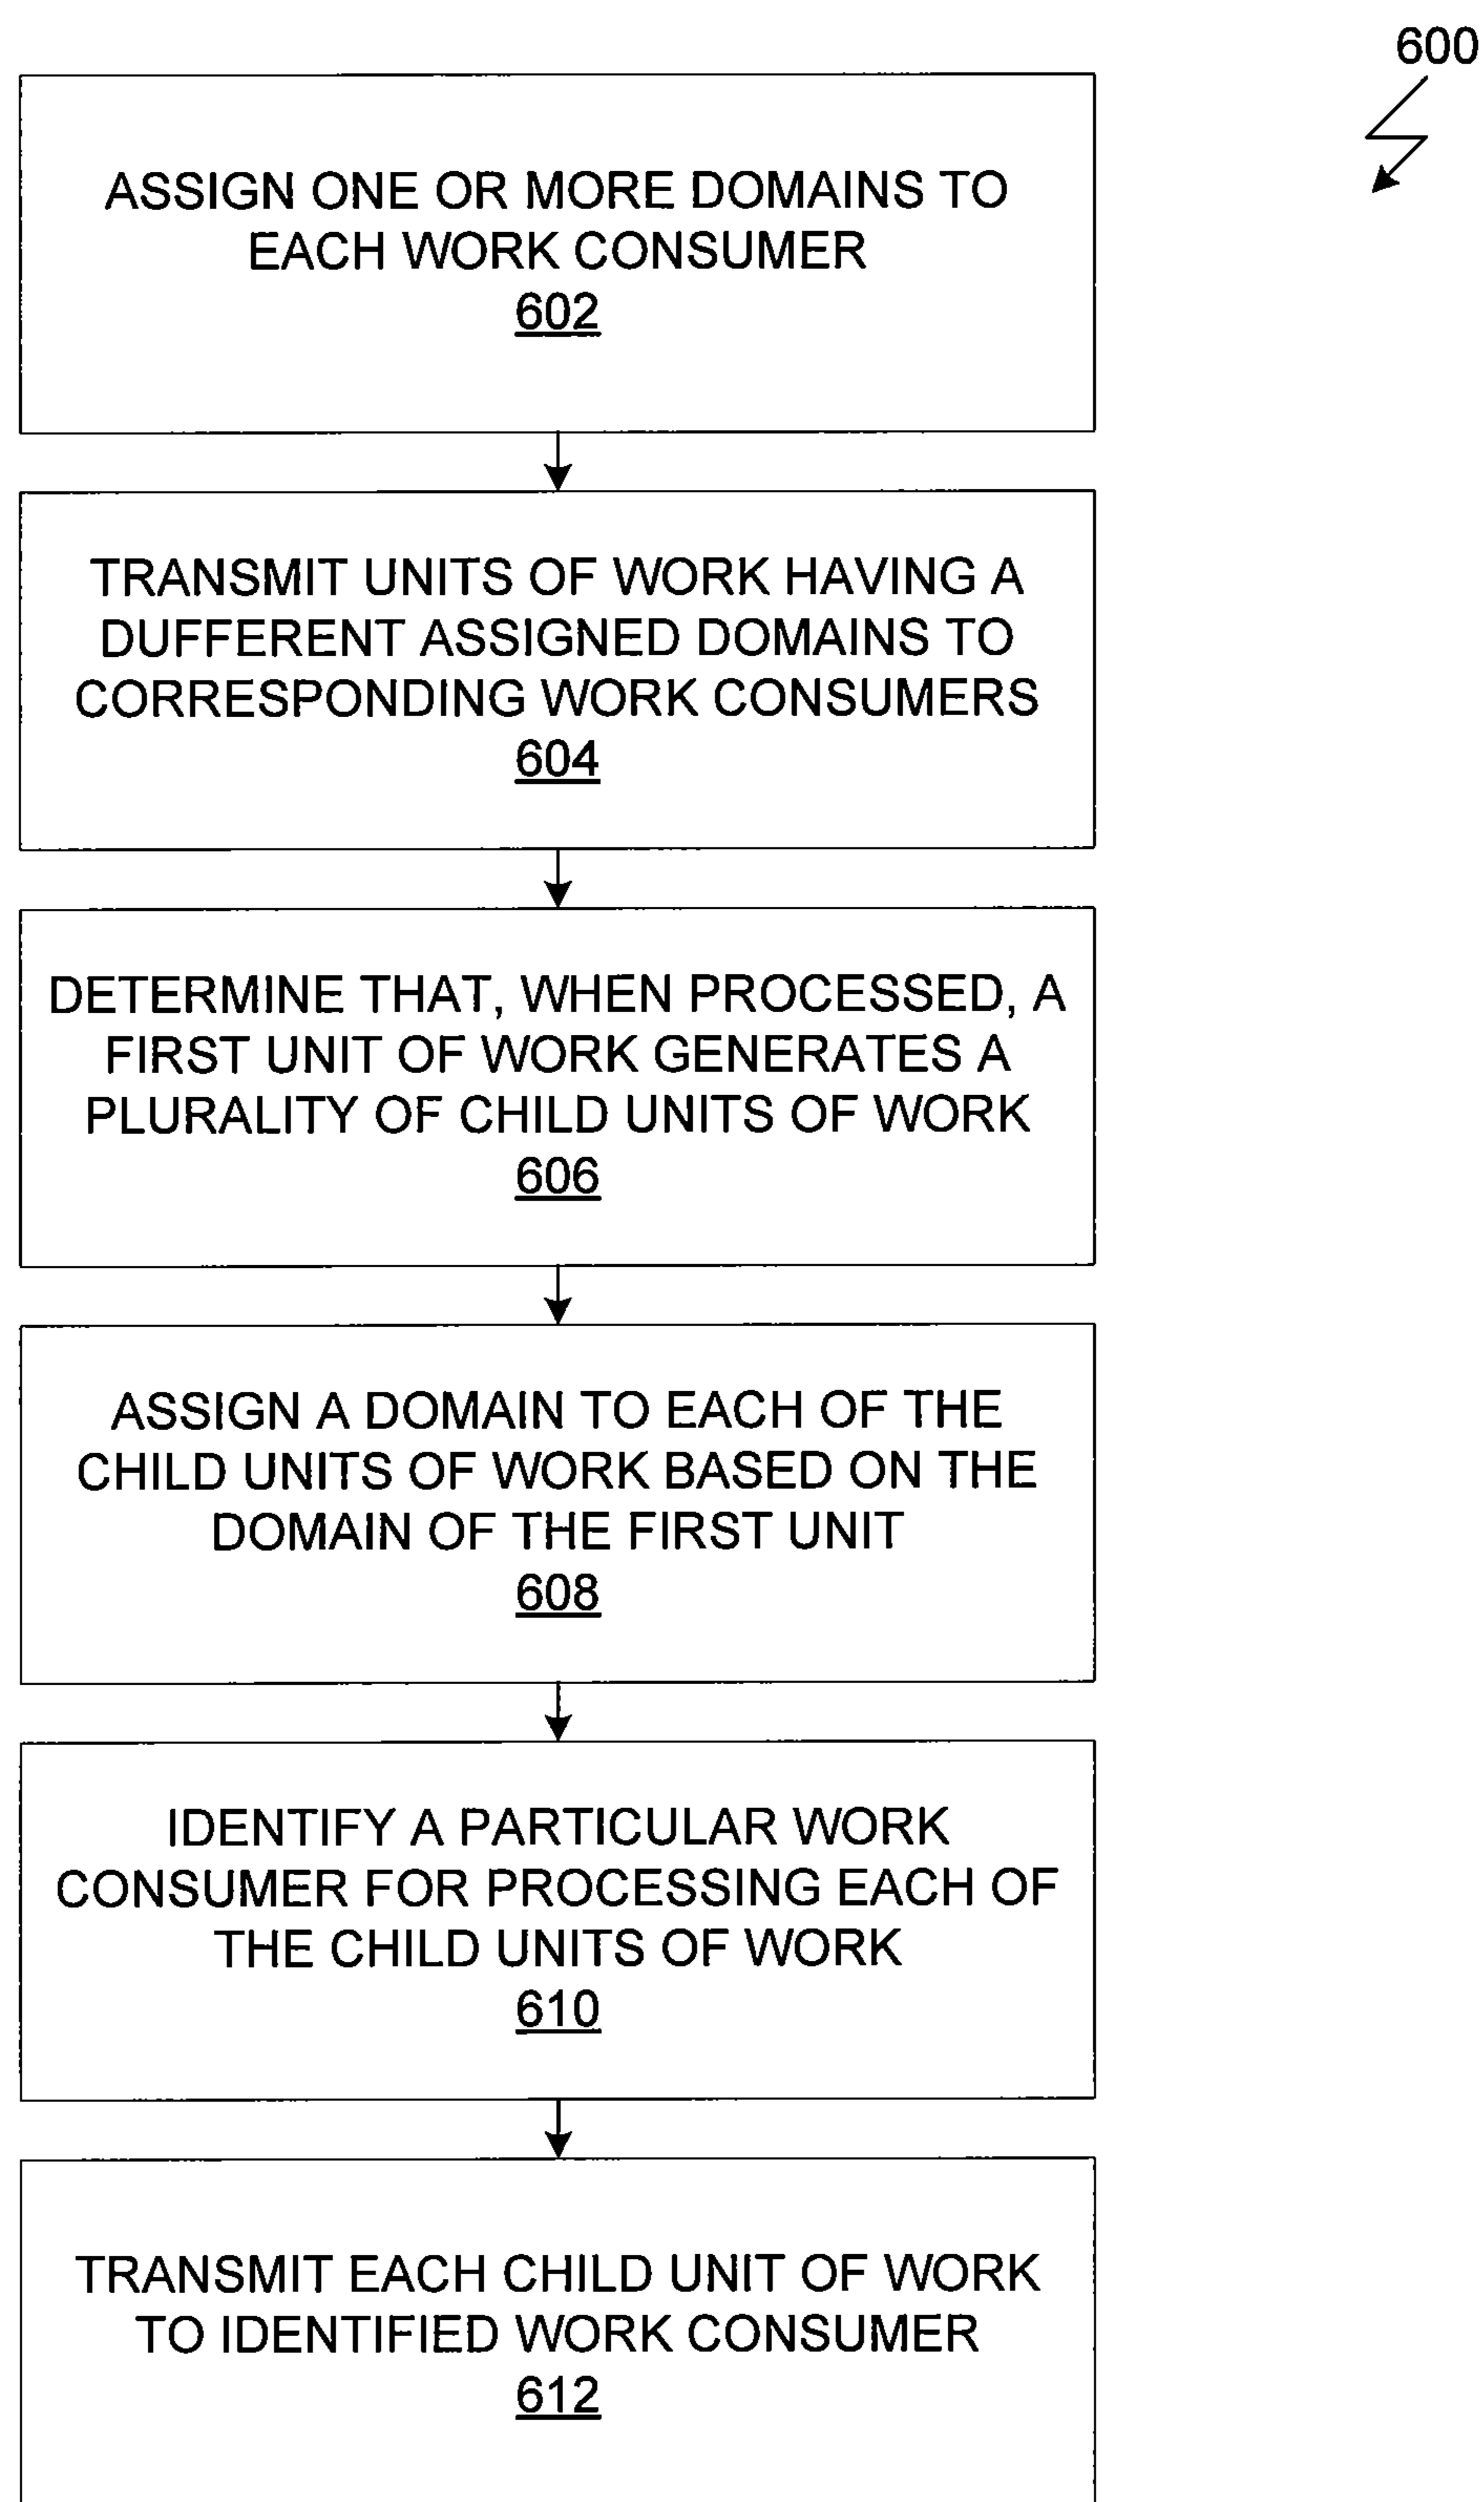 600
ASSIGN ONE OR MORE DOMAINS TO
EACH WORK CONSUMER
602
TRANSMIT UNITS OF WORK HAVING A
DUFFERENT ASSIGNED DOMAINS TO
CORRESPONDING WORK CONSUMERS
604
DETERMINE THAT, WHEN PROCESSED, A
FIRST UNIT OF WORK GENERATES A
PLURALITY OF CHILD UNITS OF WORK
606
ASSIGN A DOMAIN TO EACH OF THE
CHILD UNITS OF WORK BASED ON THE
DOMAIN OF THE FIRST UNIT
608
IDENTIFY A PARTICULAR WORK
CONSUMER FOR PROCESSING EACH OF
THE CHILD UNITS OF WORK
610
TRANSMIT EACH CHILD UNIT OF WORK
TO IDENTIFIED WORK CONSUMER
612